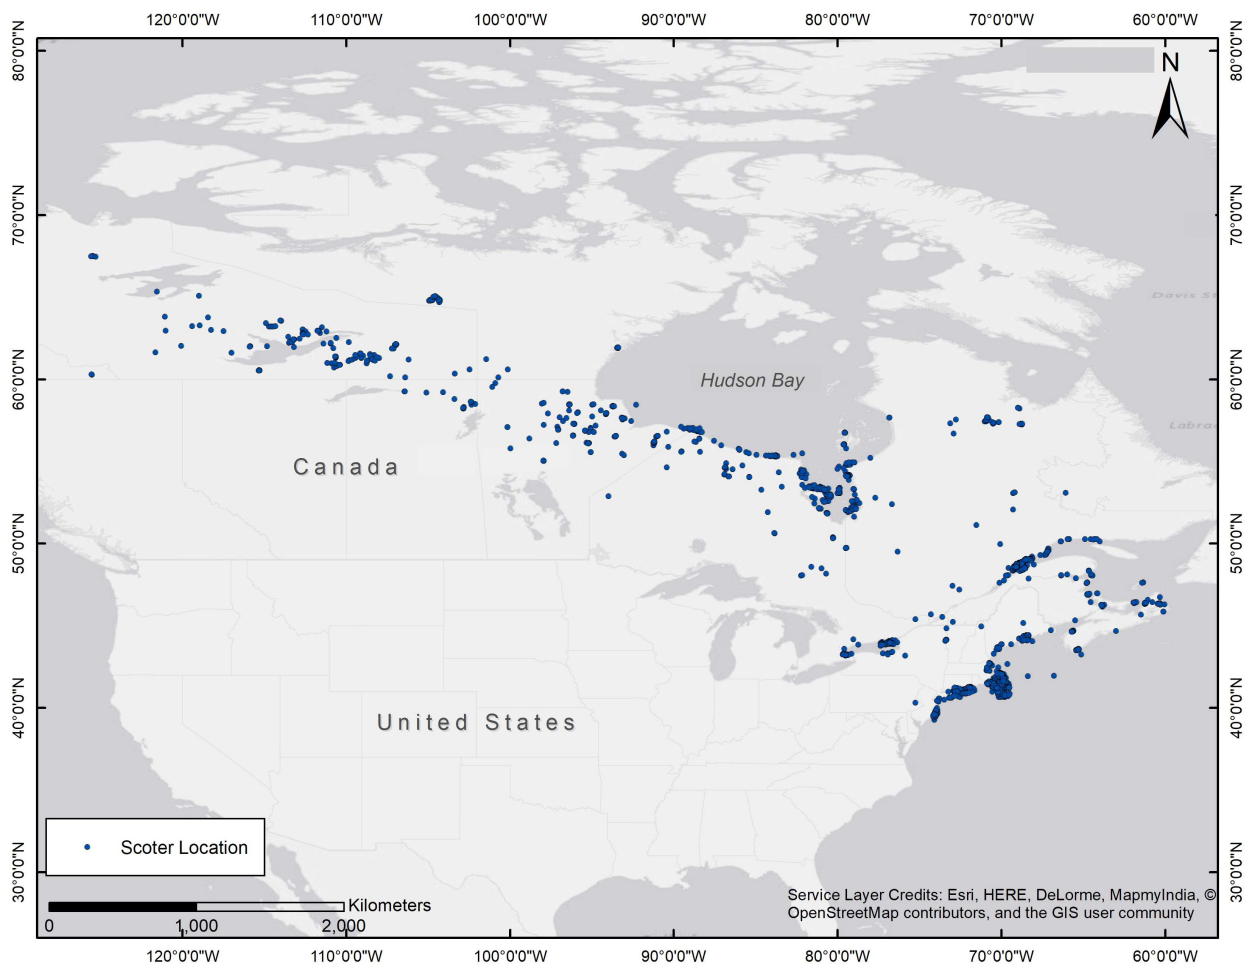 120°0'0"W 110°0'0"W 100°0'0"W 90°0'0"W 80°0'0"W 70°0'0"W 60°0'0"W
80°0'0"N
80°0'0"N
N
70°0'0"N
70°0'0"N
Davis St
60°0'0"N
Hudson Bay
60°0'0"N
Labra
Canada
50°0'0"N
50°0'0"N
United States
40°0'0"N
40°0'0"N
Scoter Location
30°0'0"N
30°0'0"N
Service Layer Credits: Esri, HERE, DeLorme, MapmyIndia, ©
OpenStreetMap contributors, and the GIS user community
Kilometers
0 1,000 2,000
120°0'0"W 110°0'0"W 100°0'0"W 90°0'0"W 80°0'0"W 70°0'0"W 60°0'0"W